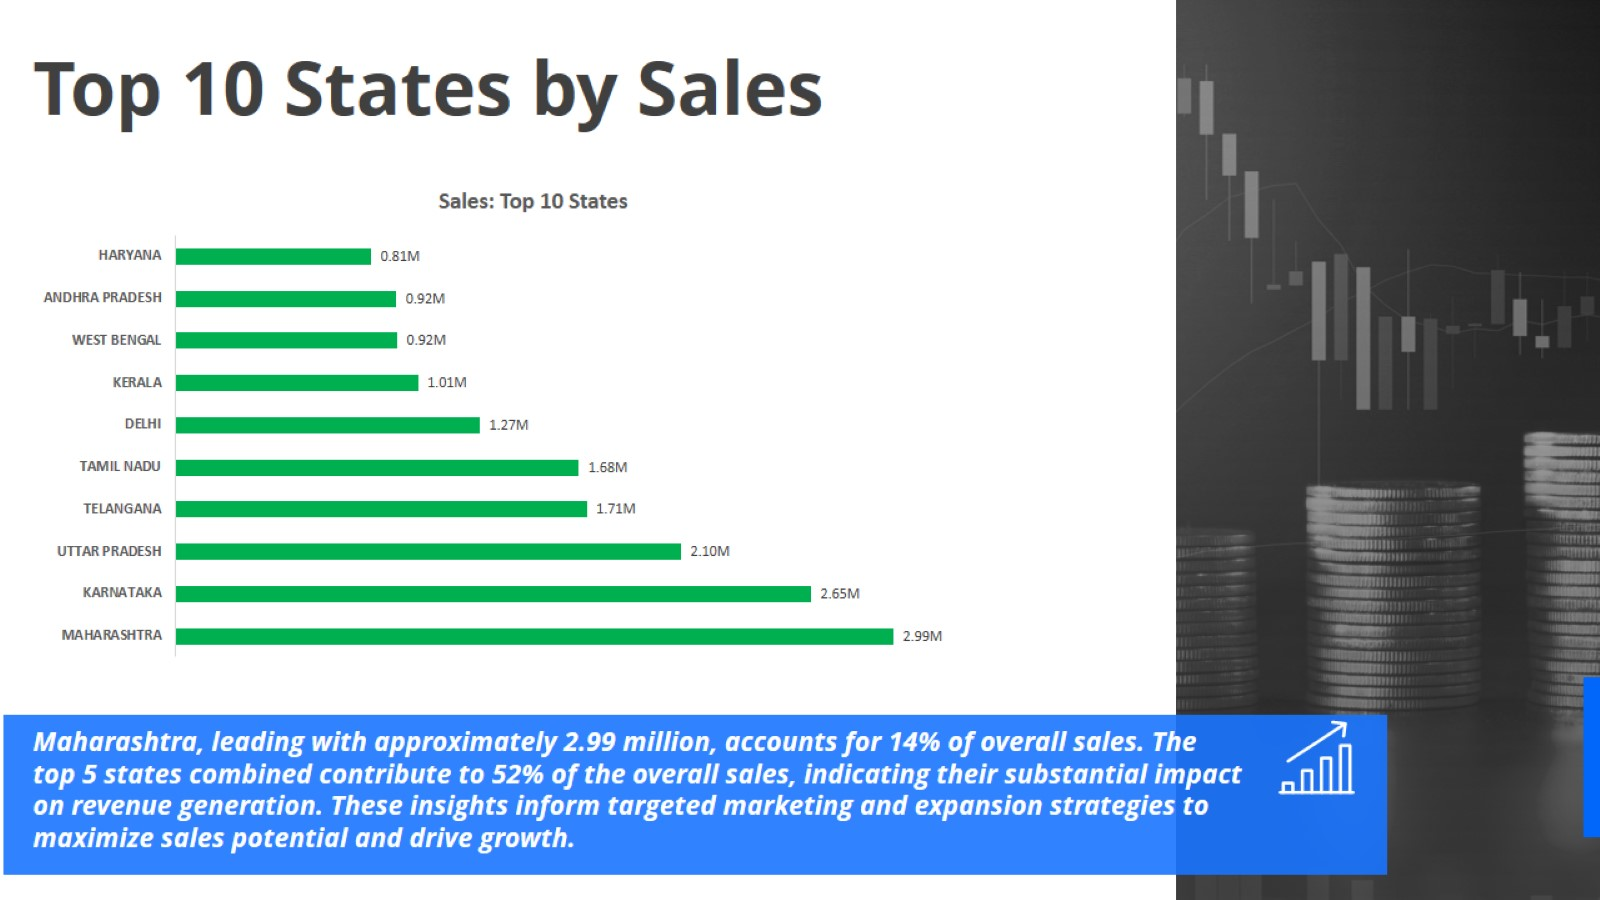 Top 10 States by Sales
Sales: Top 10 States
HARYANA 0.81M
ANDHRA PRADESH 0.92M
WEST BENGAL 0.92M
KERALA 1.01M
DELHI 1.27M
TAMIL NADU 1.68M
TELANGANA 1.71M
UTTAR PRADESH 2.10M
KARNATAKA 2.65M
MAHARASHTRA 2.99M
Maharashtra, leading with approximately 2.99 million, accounts for 14% of overall sales. The
top 5 states combined contribute to 52% of the overall sales, indicating their substantial impact
on revenue generation. These insights inform targeted marketing and expansion strategies to
maximize sales potential and drive growth.